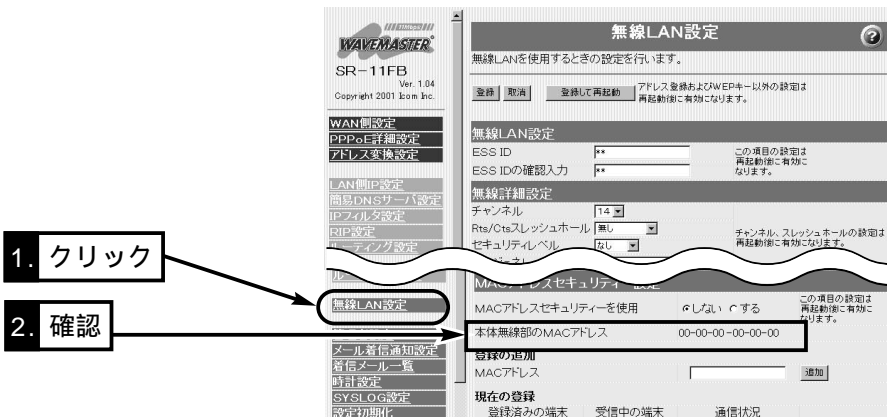 11Mbps
WAVEMASTER
SR-11FB
Ver. 1.04
Copyright 2001 Icom Inc.
WAN側設定
PPPoE詳細設定
アドレス変換設定
LAN側IP設定
簡易DNSサーバ設定
IPフィルタ設定
RIP設定
ルーティング設定
無線LAN設定
メール着信通知設定
着信メール一覧
時計設定
SYSLOG設定
設定初期化
1. クリック
2. 確認
無線LAN設定
?
無線LANを使用するときの設定を行います。
登録 取消 登録して再起動
アドレス登録およびWEPキー以外の設定は
再起動後に有効になります。
無線LAN設定
ESS ID **
ESS IDの確認入力 **
この項目の設定は
再起動後に有効に
なります。
無線詳細設定
チャンネル 14
Rts/Ctsスレッショホールド 無し
セキュリティレベル なし
チャンネル、スレッショホールの設定は
再起動後に有効になります。
MACアドレスセキュリティー設定
MACアドレスセキュリティーを使用 しない する
この項目の設定は
再起動後に有効に
なります。
本体無線部のMACアドレス 00-00-00-00-00-00
登録の追加
MACアドレス 追加
現在の登録
登録済みの端末 受信中の端末 通信状況